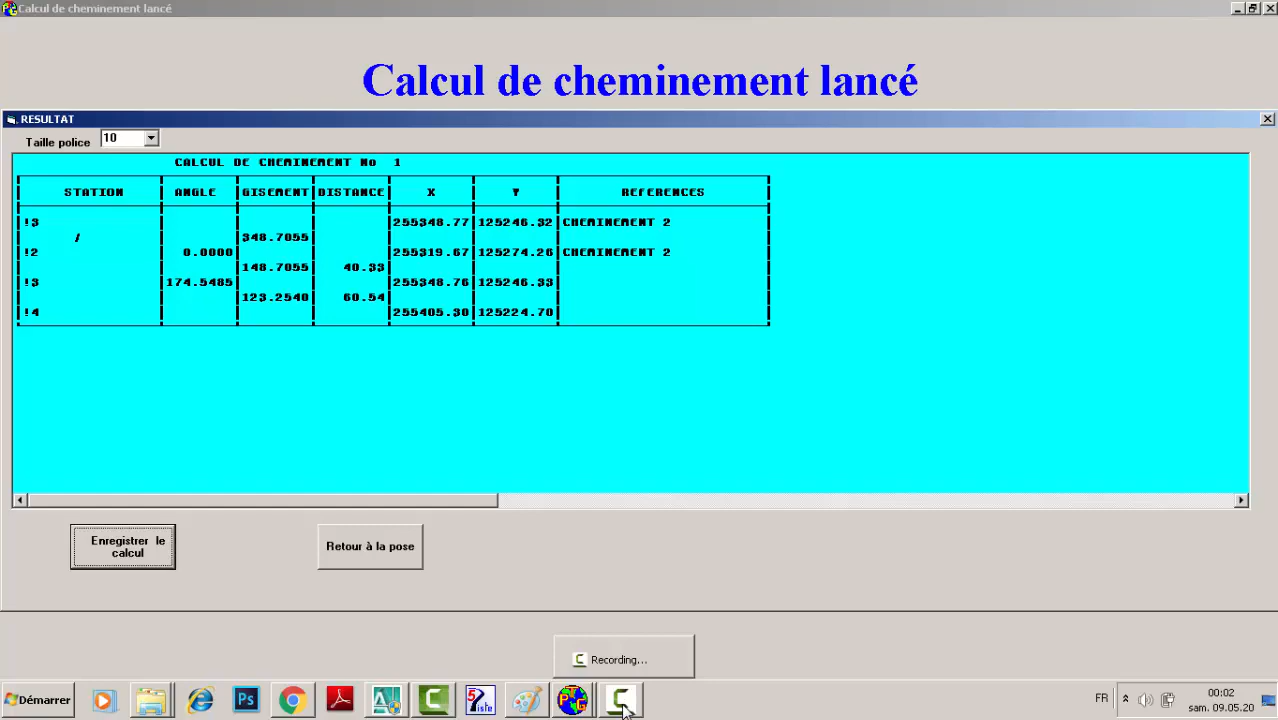 Calcul de cheminement lancé
Calcul de cheminement lancé
RESULTAT
Taille police 10
CALCUL DE CHEMINEMENT No 1
STATION ANGLE GISEMENT DISTANCE X Y REFERENCES
!3 255348.77 125246.32 CHEMINEMENT 2
/ 348.7055
!2 0.0000 255319.67 125274.26 CHEMINEMENT 2
148.7055 40.33
!3 174.5485 255348.76 125246.33
123.2540 60.54
!4 255405.30 125224.70
Enregistrer le
calcul
Retour à la pose
Recording...
Démarrer
Ps
5
iste
FR
00:02
sam. 09.05.20